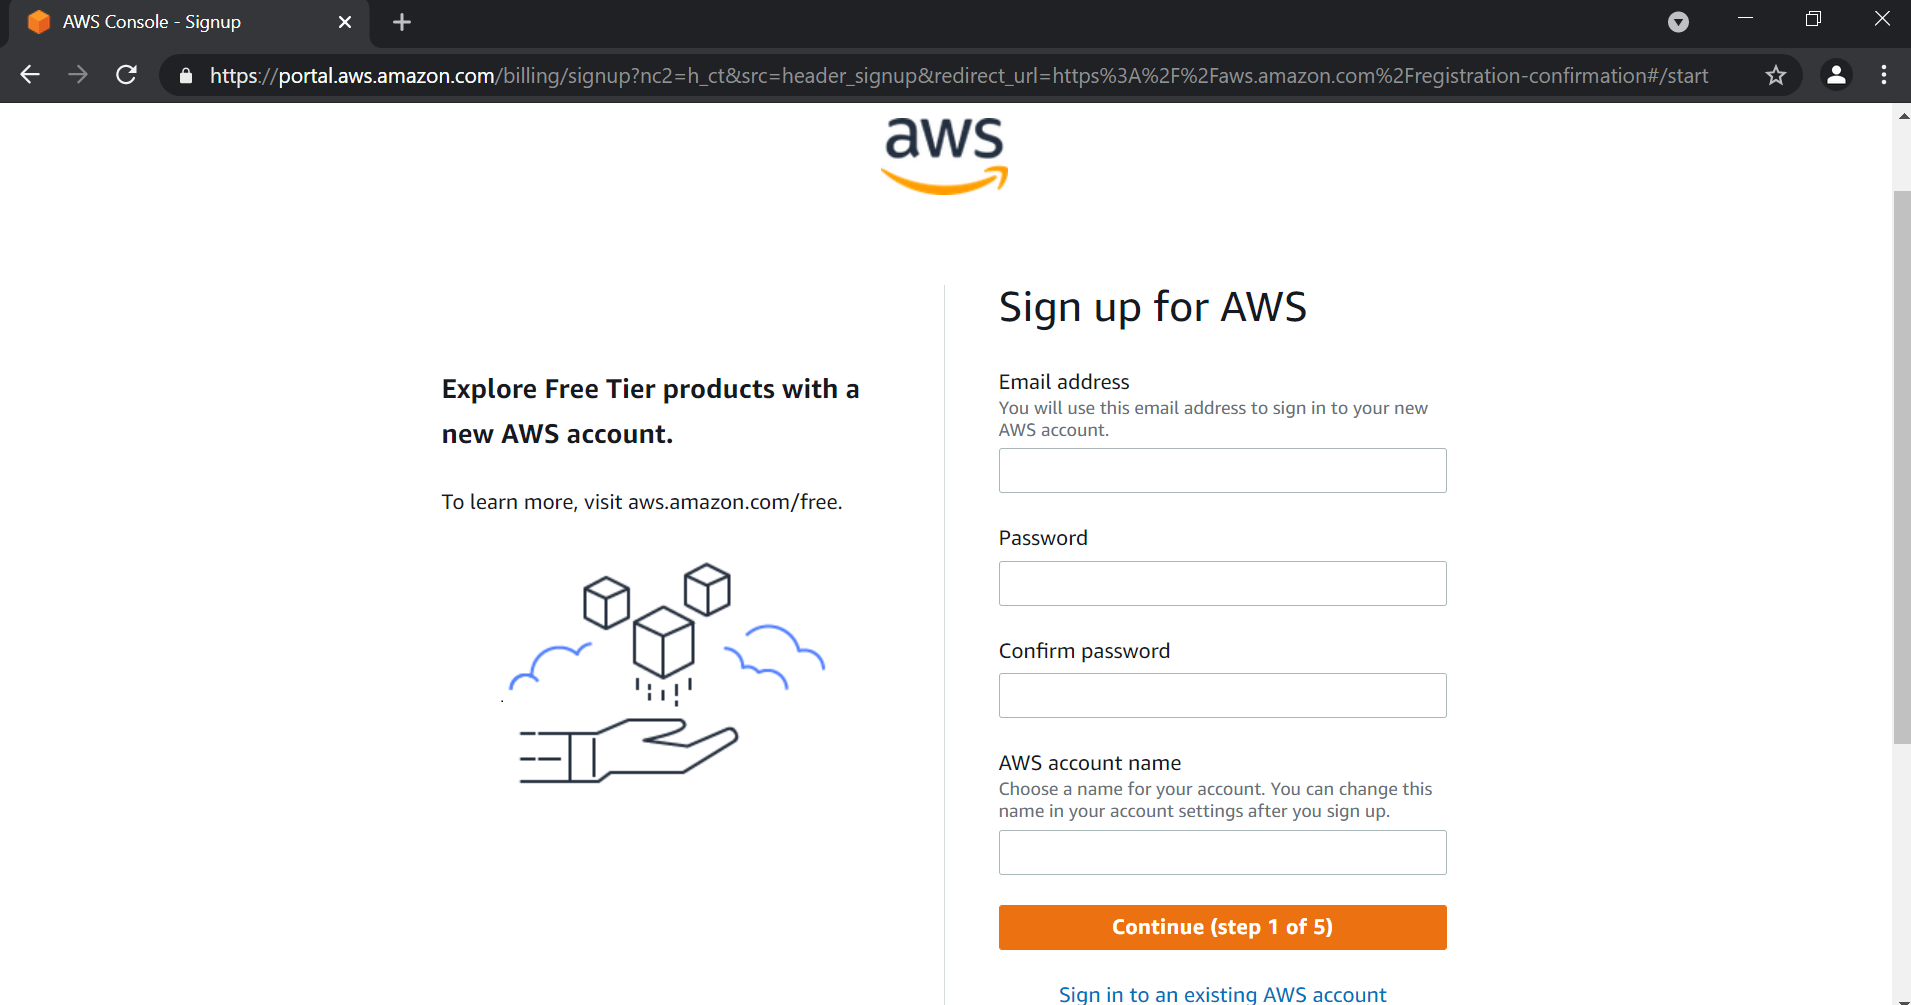 AWS Console - Signup
https://portal.aws.amazon.com/billing/signup?nc2=h_ct&src=header_signup&redirect_url=https%3A%2F%2Faws.amazon.com%2Fregistration-confirmation#/start
aws
Explore Free Tier products with a
new AWS account.
To learn more, visit aws.amazon.com/free.
Sign up for AWS
Email address
You will use this email address to sign in to your new
AWS account.
Password
Confirm password
AWS account name
Choose a name for your account. You can change this
name in your account settings after you sign up.
Continue (step 1 of 5)
Sign in to an existing AWS account